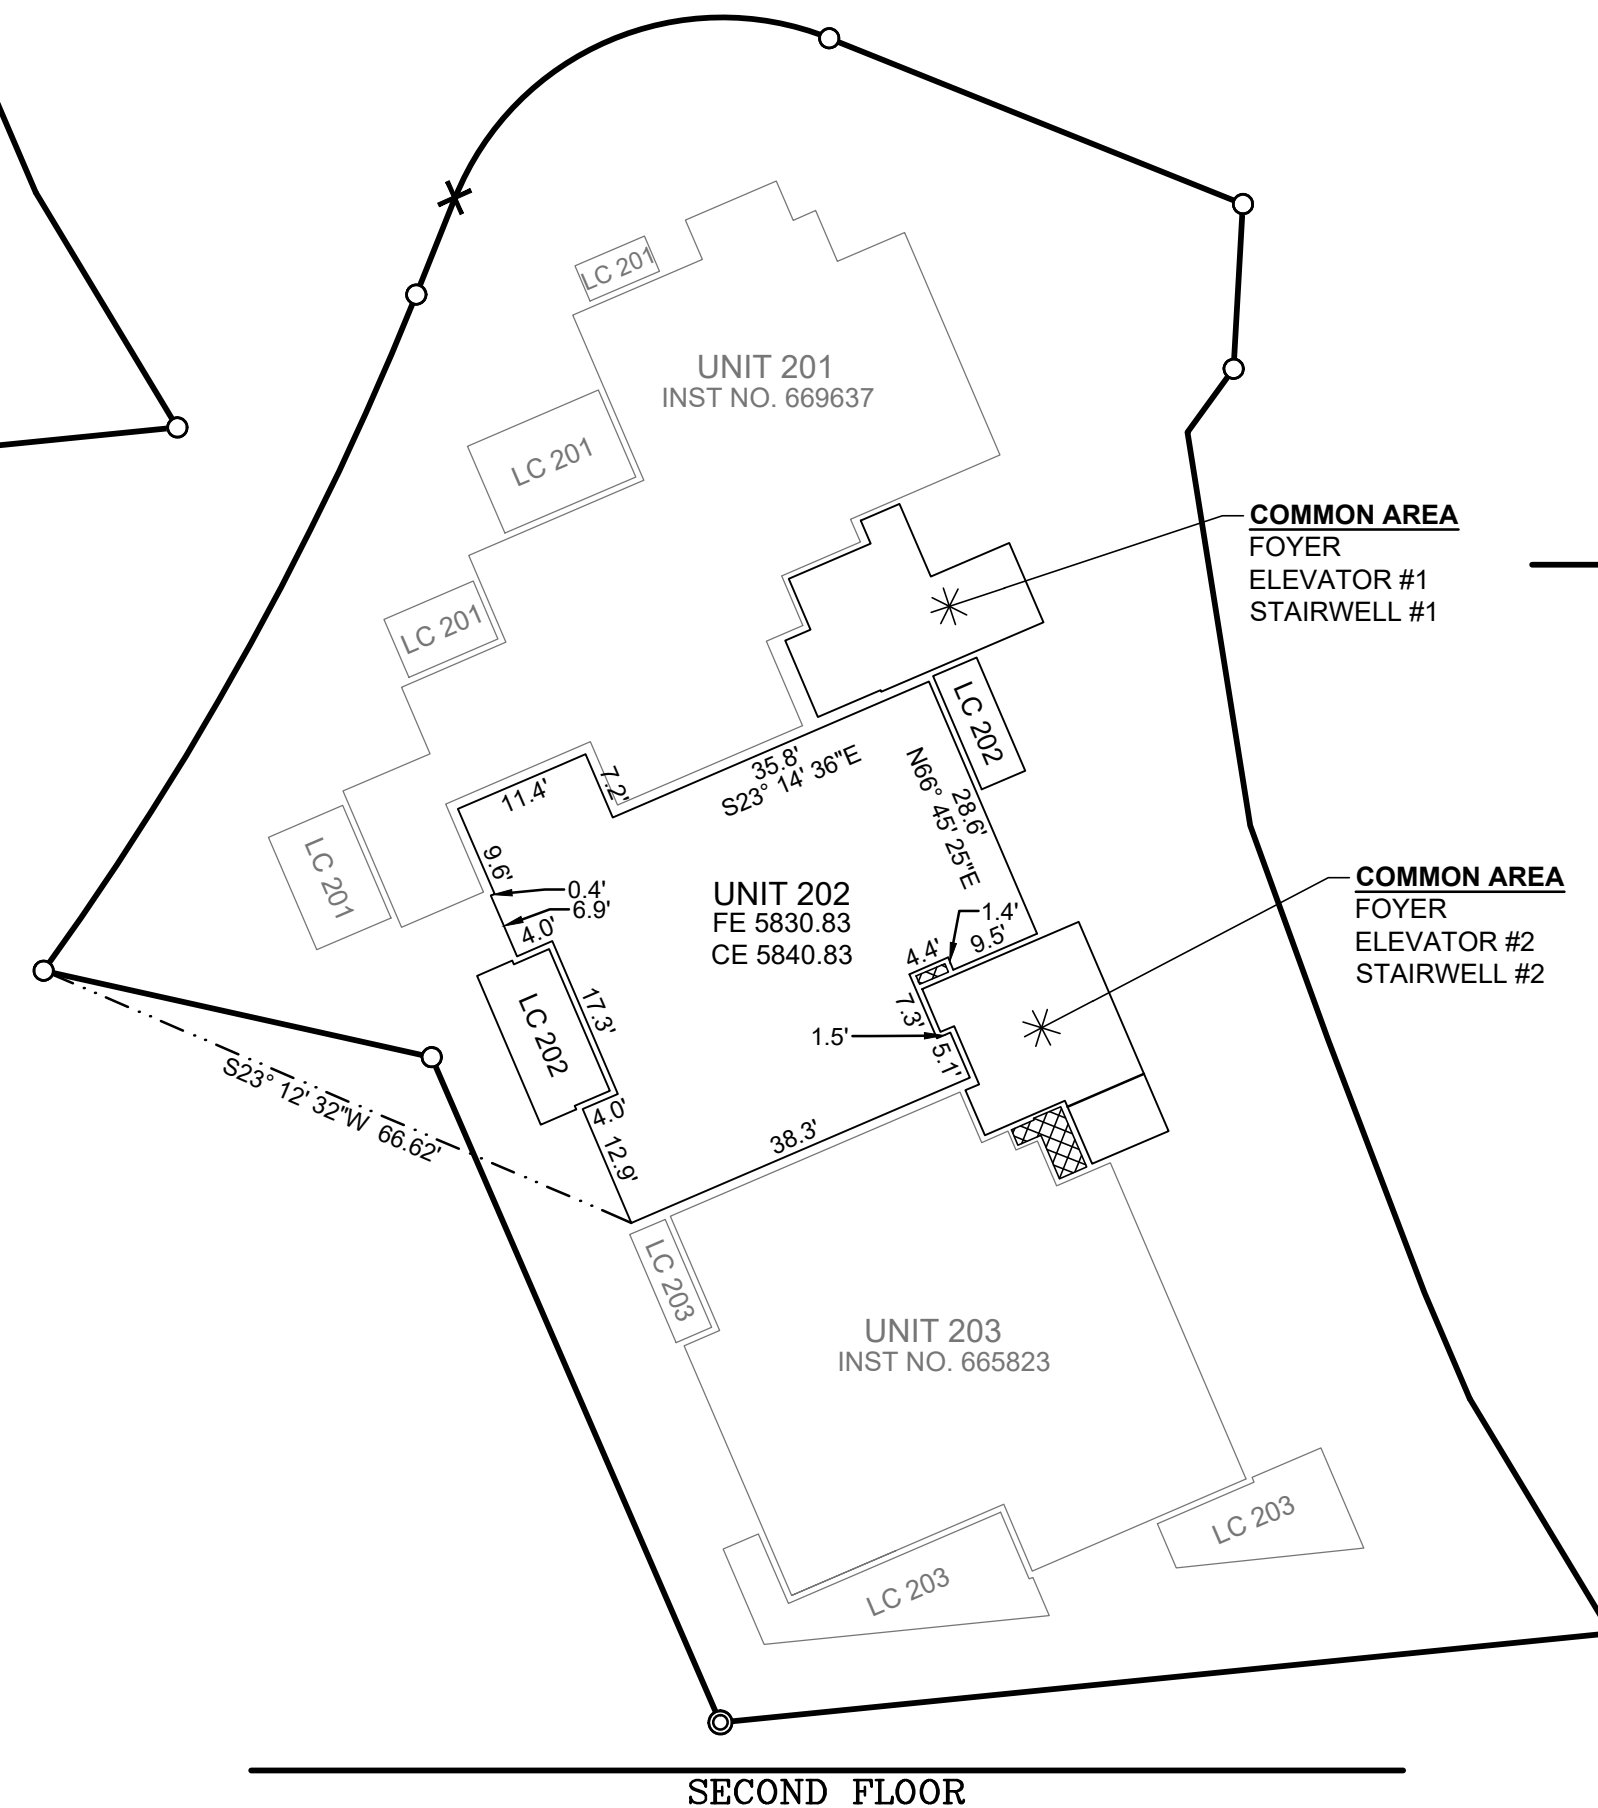 LC 201
UNIT 201
INST NO. 669637
LC 201
COMMON AREA
FOYER
ELEVATOR #1
STAIRWELL #1
LC 201
LC 202
35.8'
S23° 14' 36"E
7.2'
11.4'
N66° 45' 25"E
28.6'
LC 201
9.6'
0.4'
6.9'
4.0'
UNIT 202
FE 5830.83
CE 5840.83
1.4'
9.5'
4.4'
COMMON AREA
FOYER
ELEVATOR #2
STAIRWELL #2
7.3'
1.5'
5.1'
LC 202
17.3'
4.0'
12.9'
38.3'
S23° 12' 32"W 66.62'
LC 203
UNIT 203
INST NO. 665823
LC 203
LC 203
SECOND FLOOR